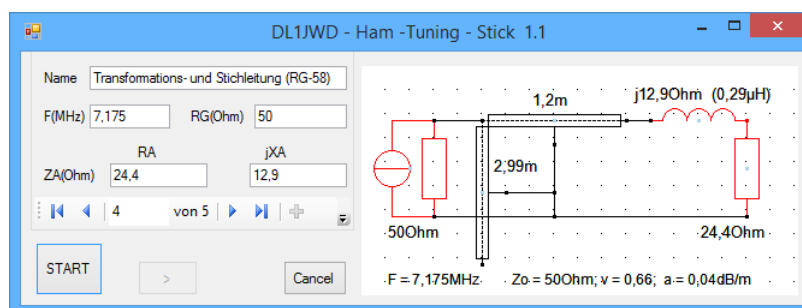 DL1JWD - Ham -Tuning - Stick 1.1
Name Transformations- und Stichleitung (RG-58)
F(MHz) 7,175 RG(Ohm) 50
RA jXA
ZA(Ohm) 24,4 12,9
4 von 5
START > Cancel
1,2m
j12,9Ohm (0,29µH)
2,99m
50Ohm
24,4Ohm
F = 7,175MHz Zo = 50Ohm; v = 0,66; a = 0,04dB/m